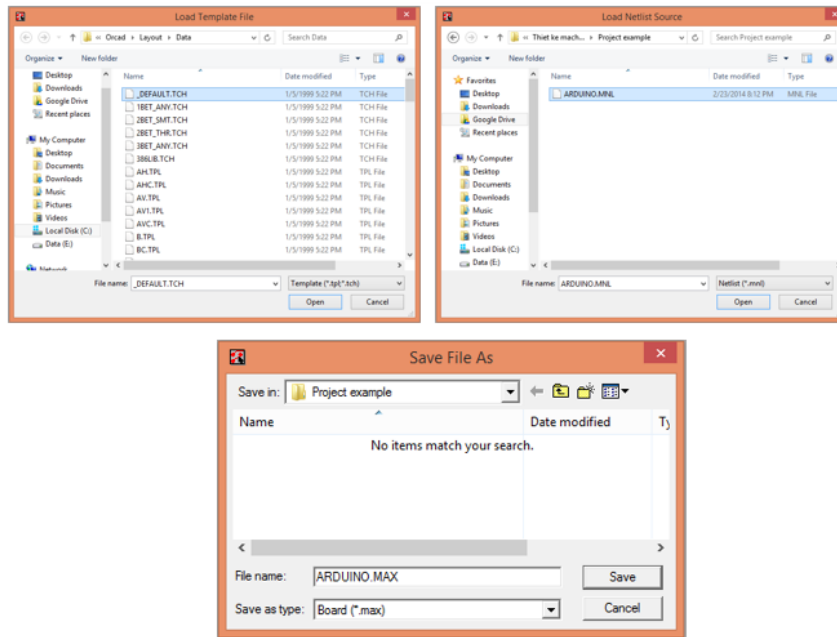 Load Template File
« Orcad › Layout › Data
Search Data
Organize
New folder
Desktop
Downloads
Google Drive
Recent places
My Computer
Desktop
Documents
Downloads
Music
Pictures
Videos
Local Disk (C:)
Data (E:)
Network
Name Date modified Type
_DEFAULT.TCH 1/5/1999 5:22 PM TCH File
1BET_ANY.TCH 1/5/1999 5:22 PM TCH File
2BET_SMT.TCH 1/5/1999 5:22 PM TCH File
2BET_THR.TCH 1/5/1999 5:22 PM TCH File
3BET_ANY.TCH 1/5/1999 5:22 PM TCH File
386LIB.TCH 1/5/1999 5:22 PM TCH File
AH.TPL 1/5/1999 5:22 PM TPL File
AHC.TPL 1/5/1999 5:22 PM TPL File
AV.TPL 1/5/1999 5:22 PM TPL File
AV1.TPL 1/5/1999 5:22 PM TPL File
AVC.TPL 1/5/1999 5:22 PM TPL File
B.TPL 1/5/1999 5:22 PM TPL File
BC.TPL 1/5/1999 5:22 PM TPL File
File name: _DEFAULT.TCH
Template (*.tpl;*.tch)
Open Cancel
Load Netlist Source
« Thiet ke mach... › Project example
Search Project example
Organize
New folder
Favorites
Desktop
Downloads
Google Drive
Recent places
My Computer
Desktop
Documents
Downloads
Music
Pictures
Videos
Local Disk (C:)
Data (E:)
Name Date modified Type
ARDUINO.MNL 2/23/2014 8:12 PM MNL File
File name: ARDUINO.MNL
Netlist (*.mnl)
Open Cancel
Save File As
Save in: Project example
Name Date modified Ty
No items match your search.
File name: ARDUINO.MAX
Save
Save as type: Board (*.max)
Cancel